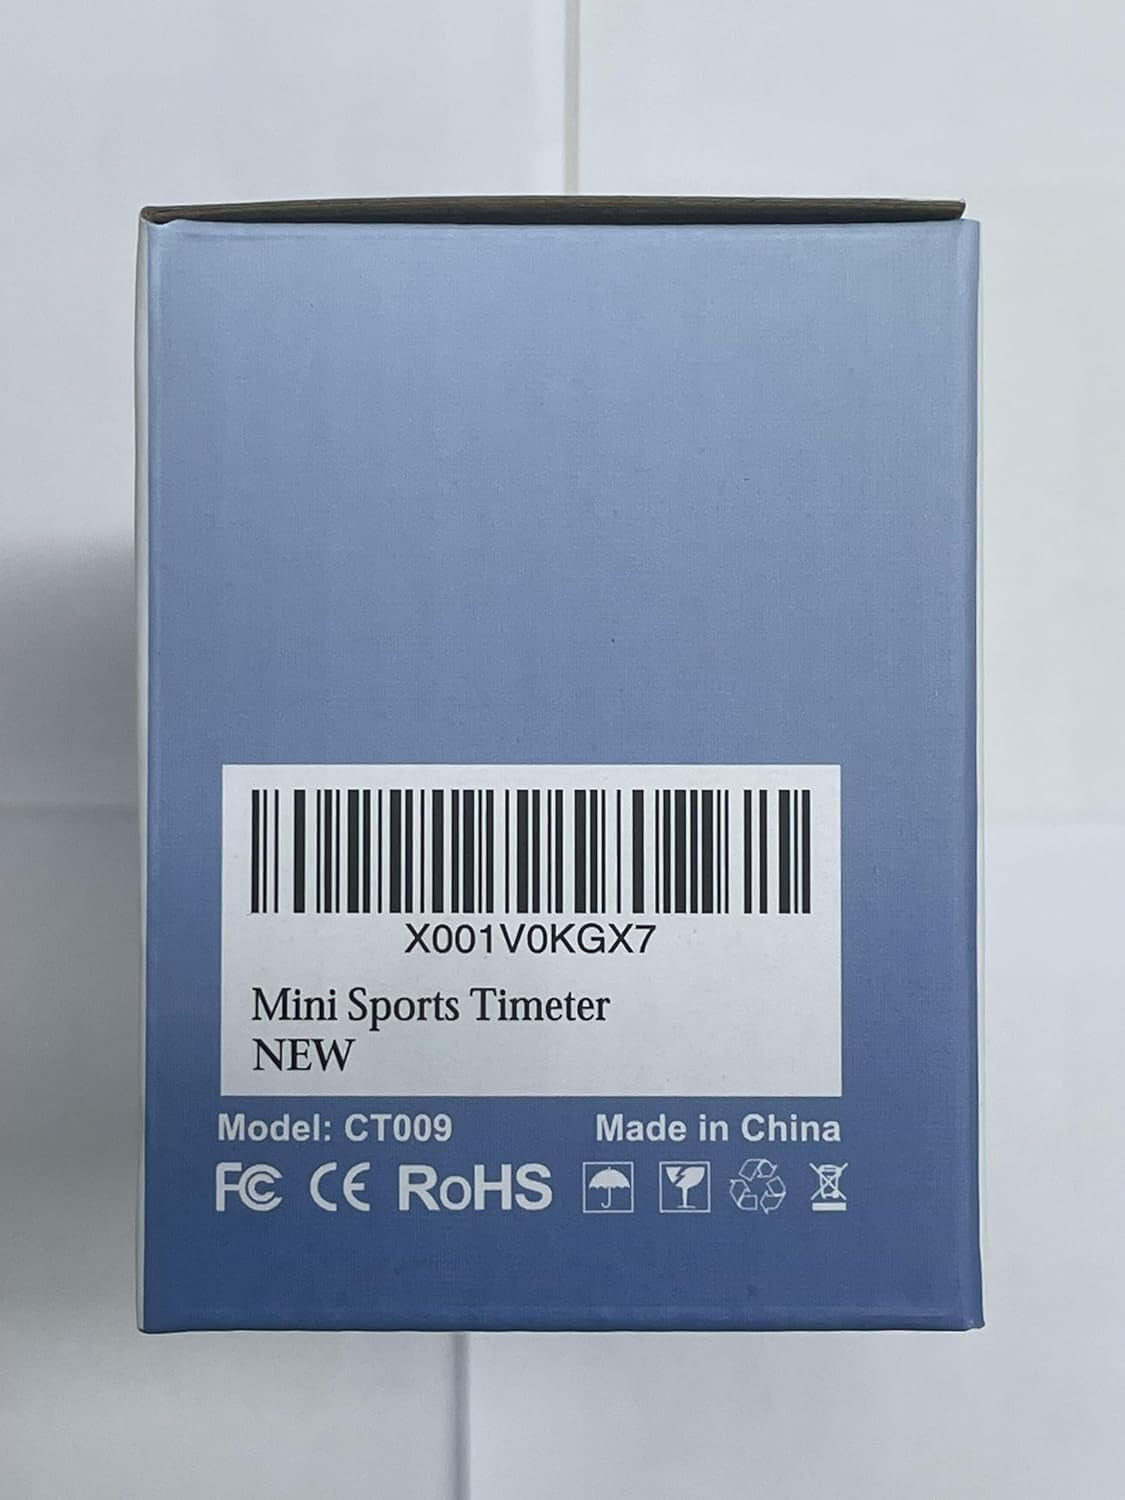 X001V0KGX7
Mini Sports Timeter
NEW
Model: CT009 Made in China
FC CE RoHS